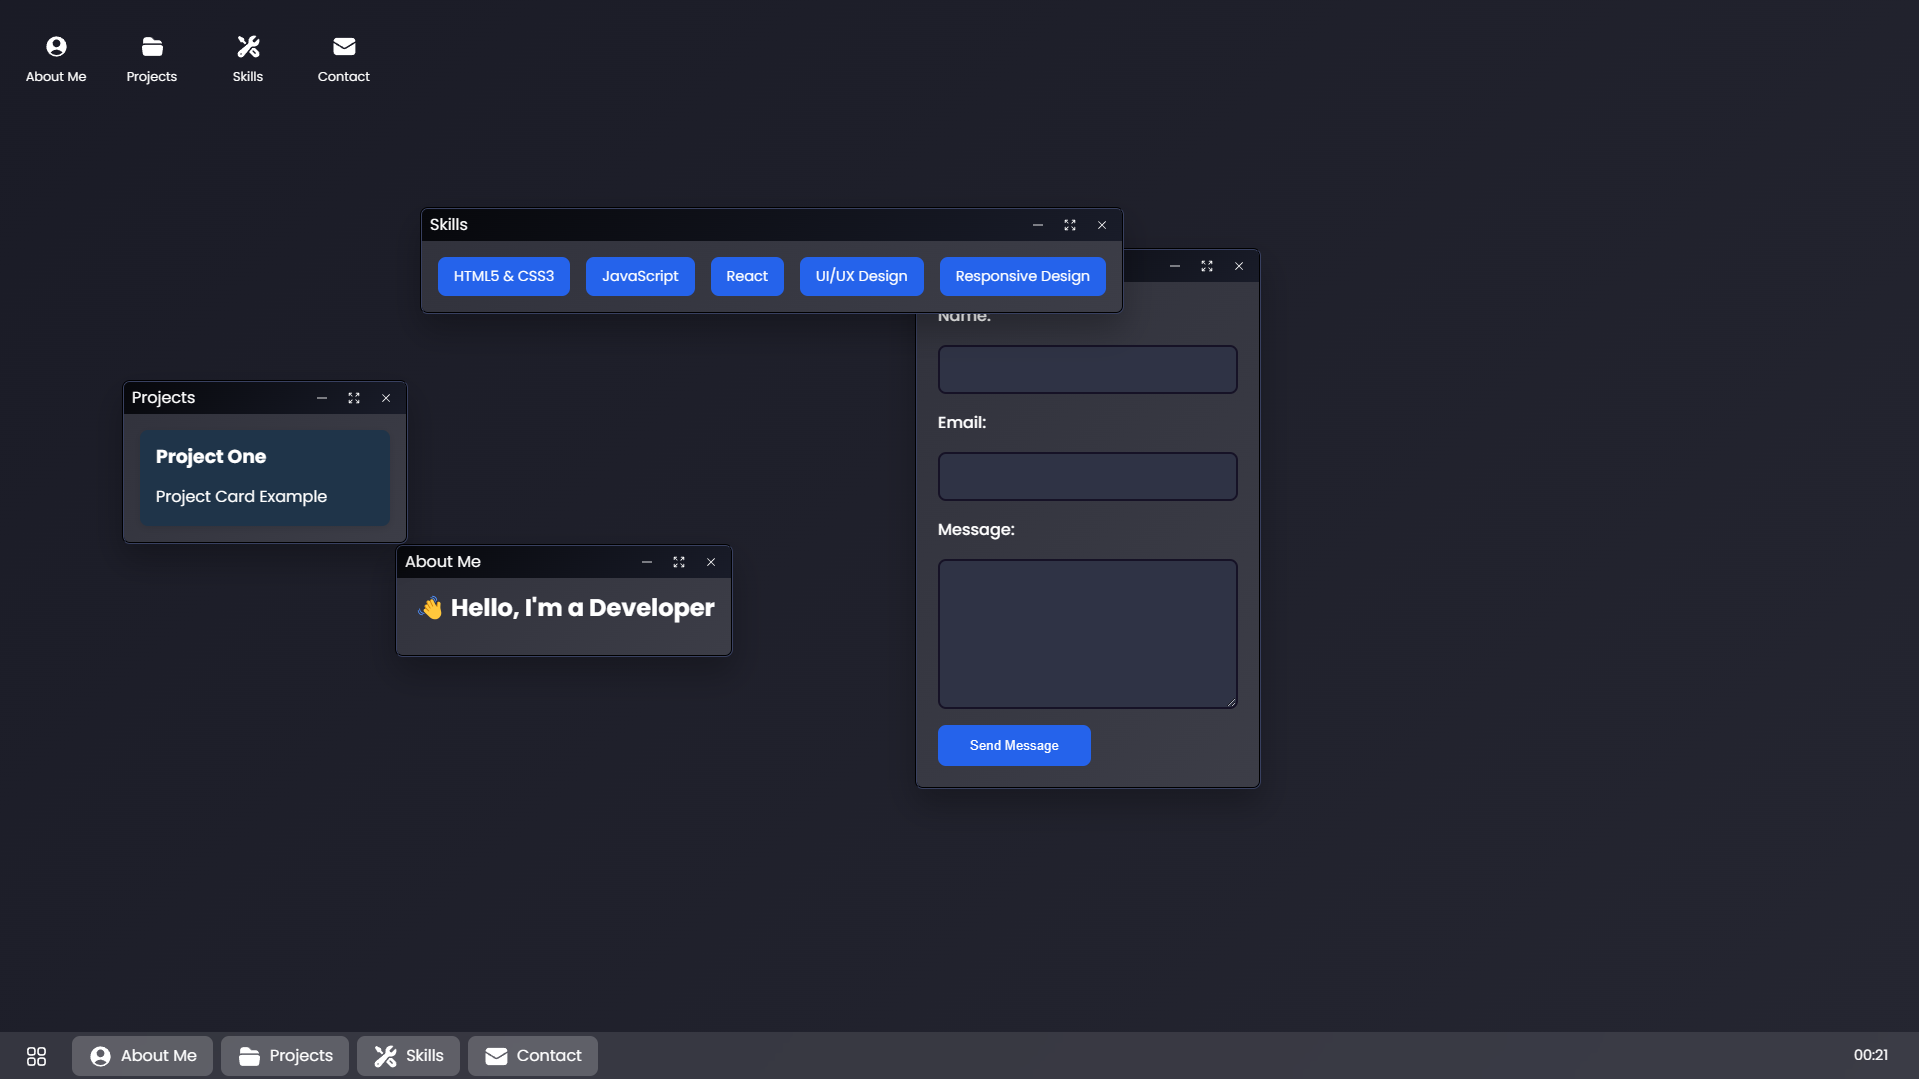 About Me
Projects
Skills
Contact
Skills
HTML5 & CSS3
JavaScript
React
UI/UX Design
Responsive Design
Name:
Email:
Message:
Send Message
Projects
Project One
Project Card Example
About Me
👋 Hello, I'm a Developer
About Me
Projects
Skills
Contact
00:21